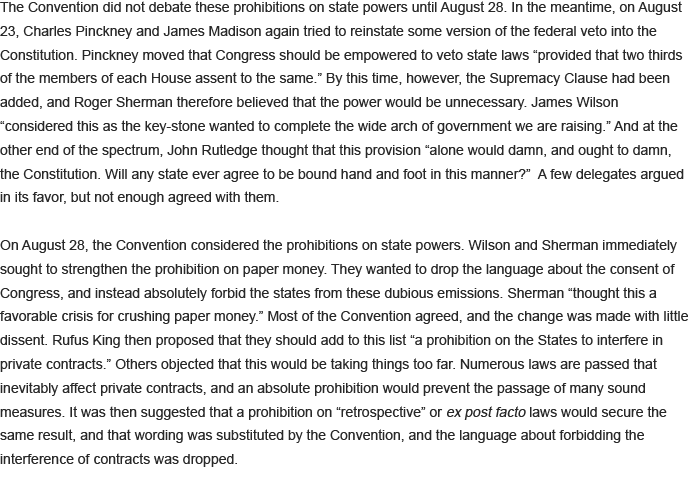 The Convention did not debate these prohibitions on state powers until August 28. In the meantime, on August
23, Charles Pinckney and James Madison again tried to reinstate some version of the federal veto into the
Constitution. Pinckney moved that Congress should be empowered to veto state laws “provided that two thirds
of the members of each House assent to the same.” By this time, however, the Supremacy Clause had been
added, and Roger Sherman therefore believed that the power would be unnecessary. James Wilson
“considered this as the key-stone wanted to complete the wide arch of government we are raising.” And at the
other end of the spectrum, John Rutledge thought that this provision “alone would damn, and ought to damn,
the Constitution. Will any state ever agree to be bound hand and foot in this manner?”  A few delegates argued
in its favor, but not enough agreed with them.

On August 28, the Convention considered the prohibitions on state powers. Wilson and Sherman immediately
sought to strengthen the prohibition on paper money. They wanted to drop the language about the consent of
Congress, and instead absolutely forbid the states from these dubious emissions. Sherman “thought this a
favorable crisis for crushing paper money.” Most of the Convention agreed, and the change was made with little
dissent. Rufus King then proposed that they should add to this list “a prohibition on the States to interfere in
private contracts.” Others objected that this would be taking things too far. Numerous laws are passed that
inevitably affect private contracts, and an absolute prohibition would prevent the passage of many sound
measures. It was then suggested that a prohibition on “retrospective” or ex post facto laws would secure the
same result, and that wording was substituted by the Convention, and the language about forbidding the
interference of contracts was dropped.